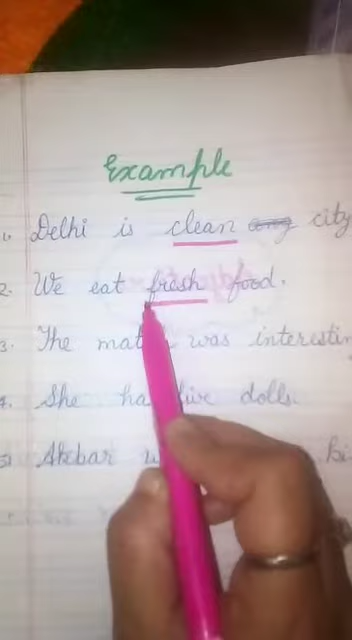 Example
1. Delhi is clean city
2. We eat fresh food.
3. The was
4. She dolls.
5. Akbar